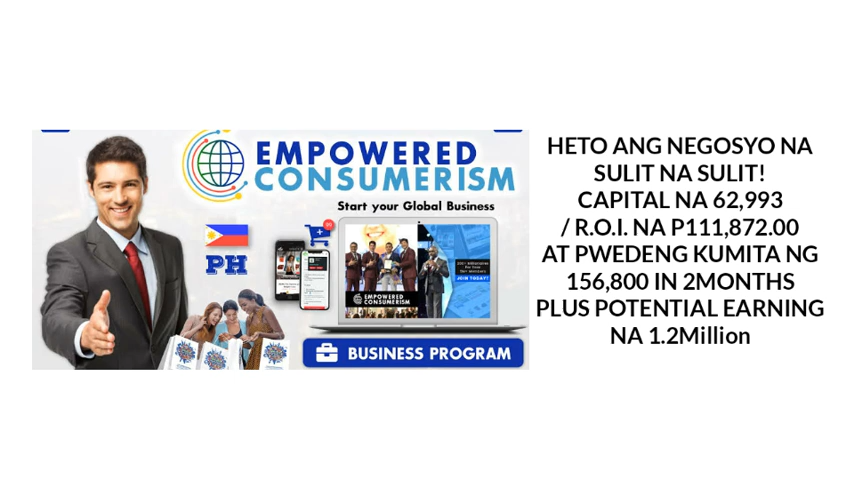 EMPOWERED
CONSUMERISM
Start your Global Business
PH
JOIN TODAY!
EMPOWERED
CONSUMERISM
BUSINESS PROGRAM
HETO ANG NEGOSYO NA
SULIT NA SULIT!
CAPITAL NA 62,993
/ R.O.I. NA P111,872.00
AT PWEDENG KUMITA NG
156,800 IN 2MONTHS
PLUS POTENTIAL EARNING
NA 1.2Million